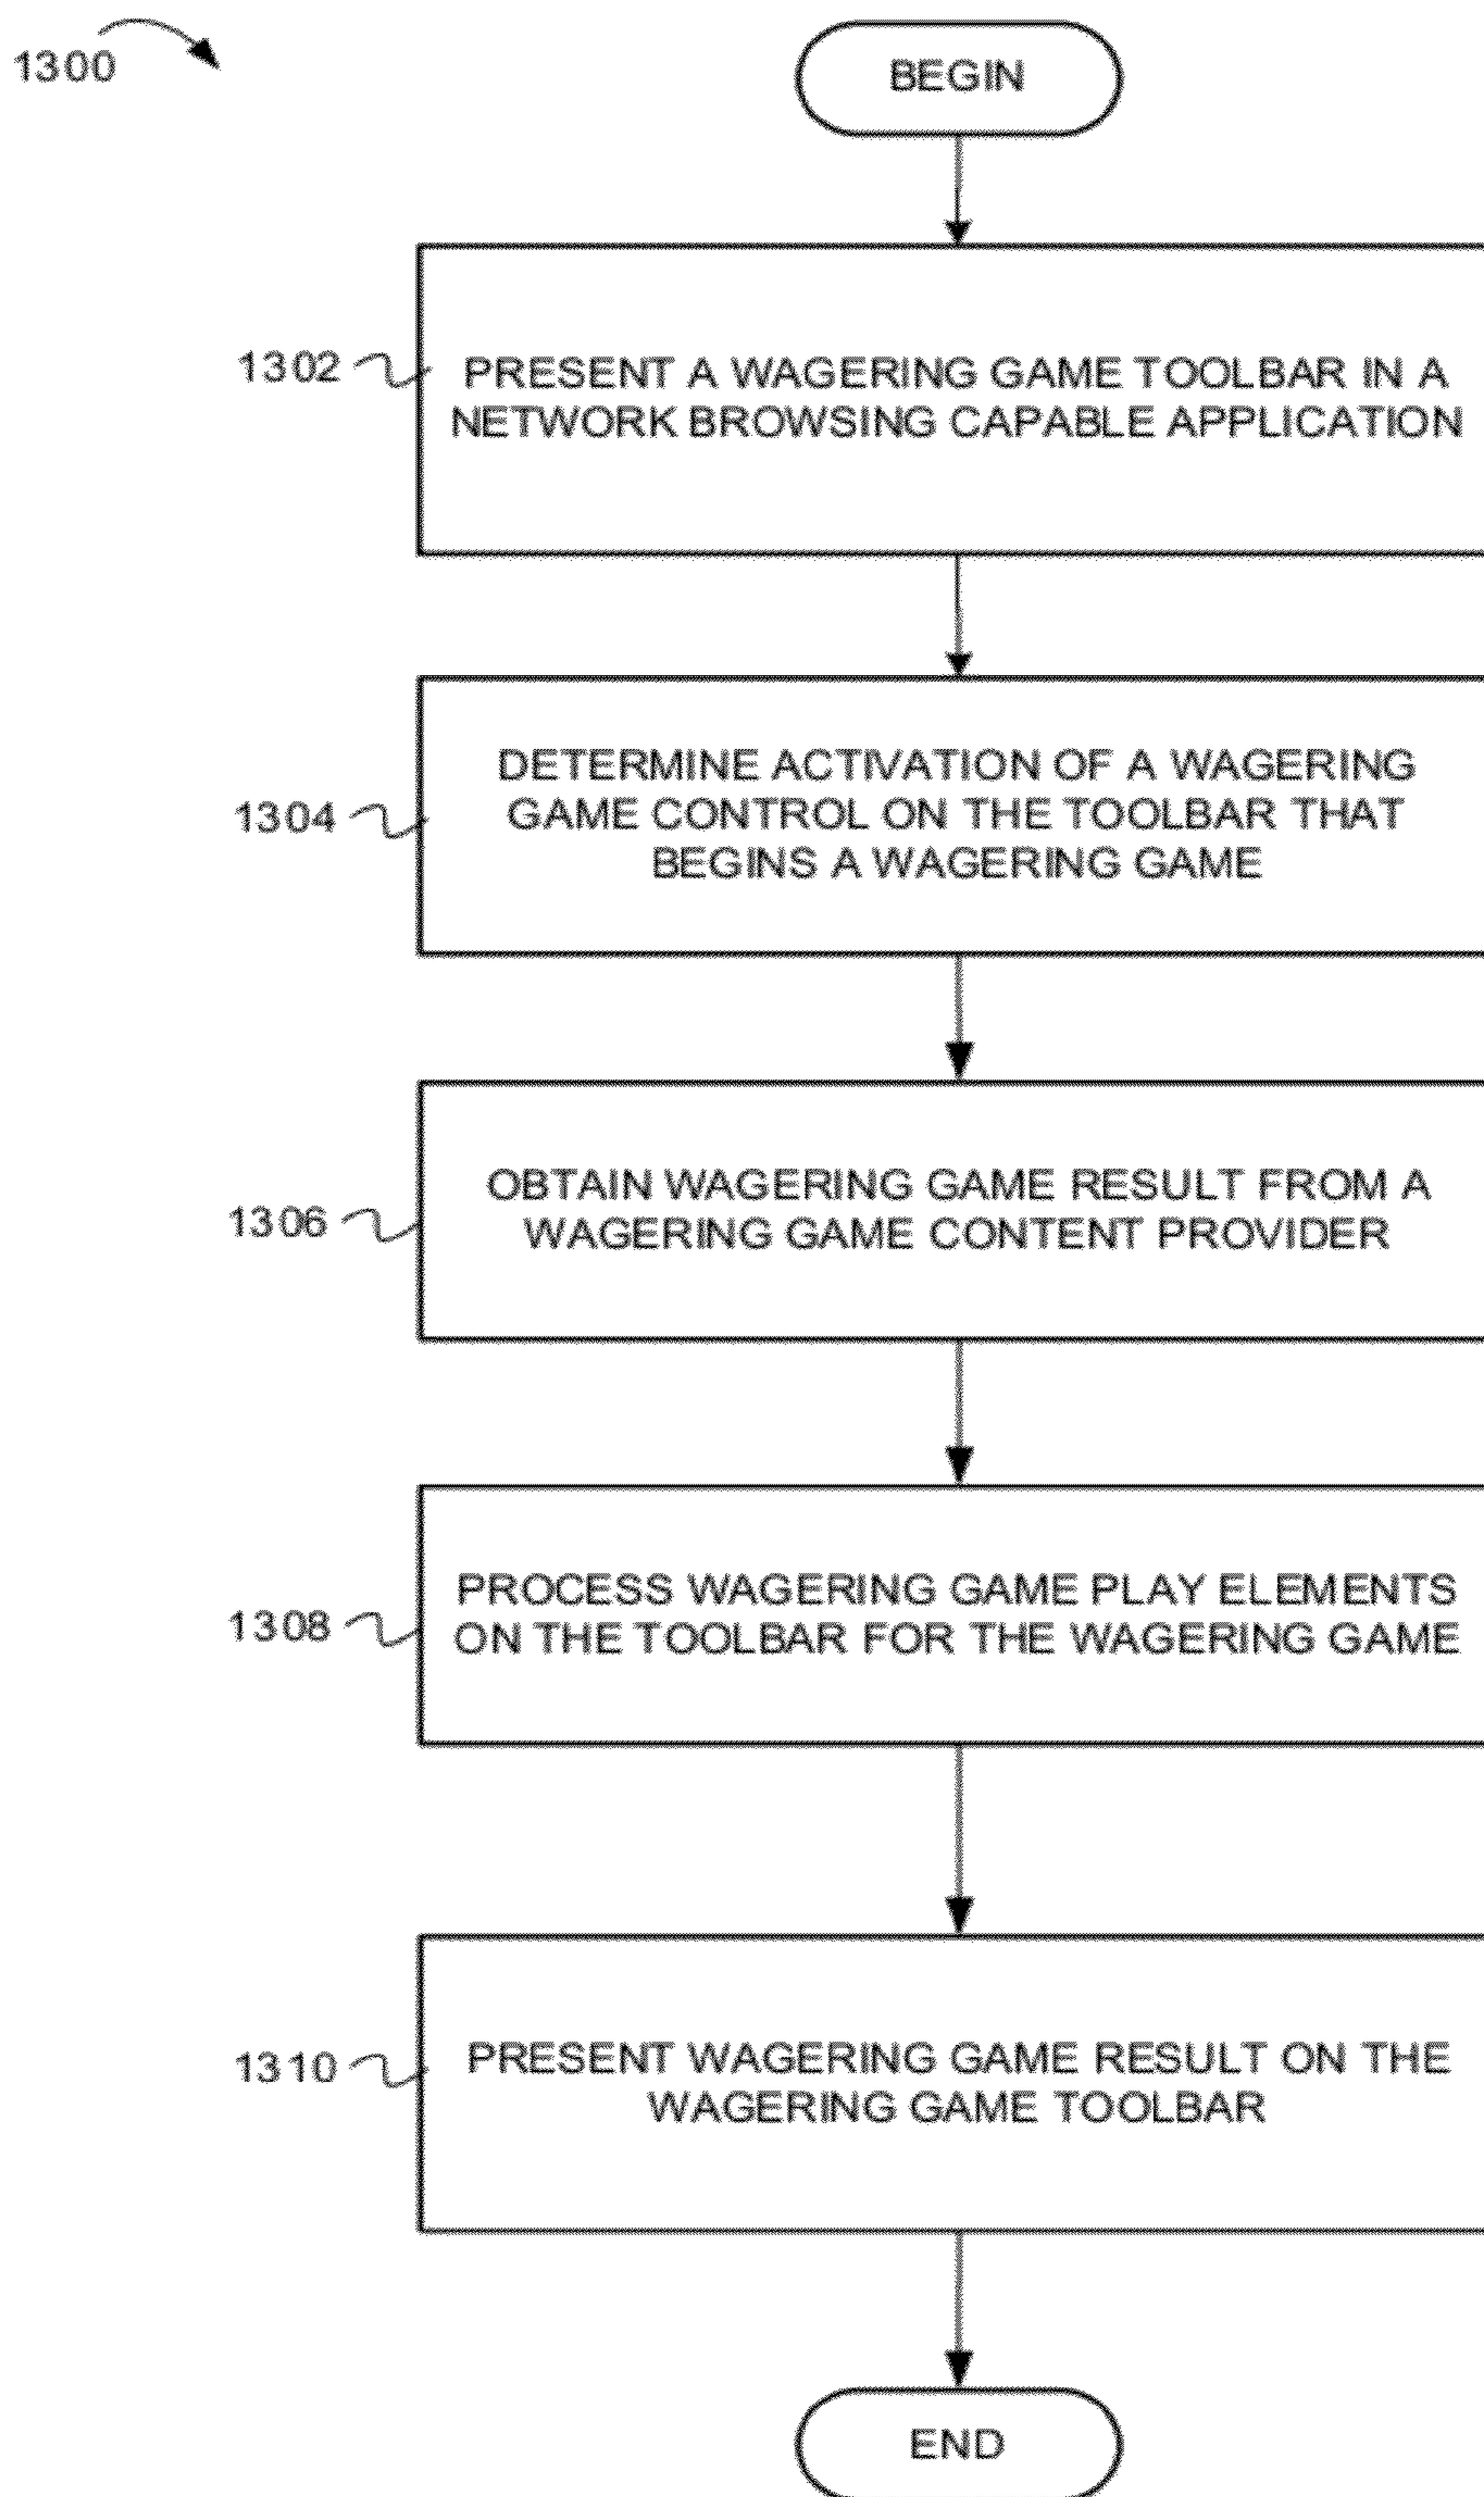 1300
BEGIN
1302
PRESENT A WAGERING GAME TOOLBAR IN A
NETWORK BROWSING CAPABLE APPLICATION
1304
DETERMINE ACTIVATION OF A WAGERING
GAME CONTROL ON THE TOOLBAR THAT
BEGINS A WAGERING GAME
1306
OBTAIN WAGERING GAME RESULT FROM A
WAGERING GAME CONTENT PROVIDER
1308
PROCESS WAGERING GAME PLAY ELEMENTS
ON THE TOOLBAR FOR THE WAGERING GAME
1310
PRESENT WAGERING GAME RESULT ON THE
WAGERING GAME TOOLBAR
END